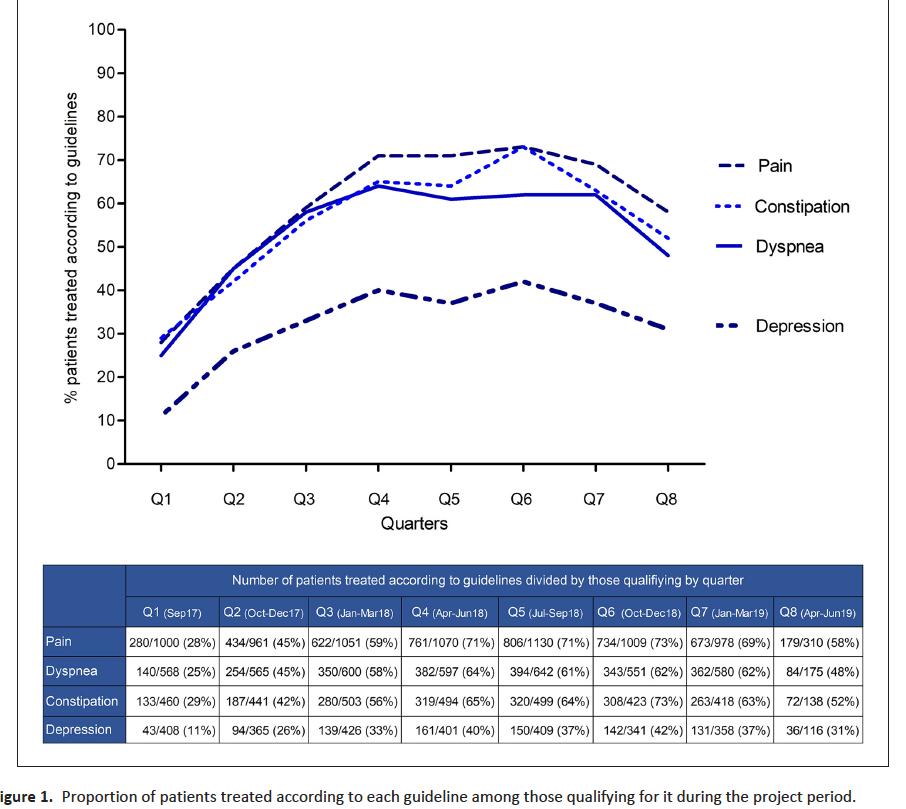 100
90
80
70
60
50
40
30
20
10
0
% patients treated according to guidelines
Q1 Q2 Q3 Q4 Q5 Q6 Q7 Q8
Quarters
Pain
Constipation
Dyspnea
Depression
Number of patients treated according to guidelines divided by those qualifiying by quarter
Q1 (Sep17) Q2 (Oct-Dec17) Q3 (Jan-Mar18) Q4 (Apr-Jun18) Q5 (Jul-Sep18) Q6 (Oct-Dec18) Q7 (Jan-Mar19) Q8 (Apr-Jun19)
Pain 280/1000 (28%) 434/961 (45%) 622/1051 (59%) 761/1070 (71%) 806/1130 (71%) 734/1009 (73%) 673/978 (69%) 179/310 (58%)
Dyspnea 140/568 (25%) 254/565 (45%) 350/600 (58%) 382/597 (64%) 394/642 (61%) 343/551 (62%) 362/580 (62%) 84/175 (48%)
Constipation 133/460 (29%) 187/441 (42%) 280/503 (56%) 319/494 (65%) 320/499 (64%) 308/423 (73%) 263/418 (63%) 72/138 (52%)
Depression 43/408 (11%) 94/365 (26%) 139/426 (33%) 161/401 (40%) 150/409 (37%) 142/341 (42%) 131/358 (37%) 36/116 (31%)
igure 1. Proportion of patients treated according to each guideline among those qualifying for it during the project period.